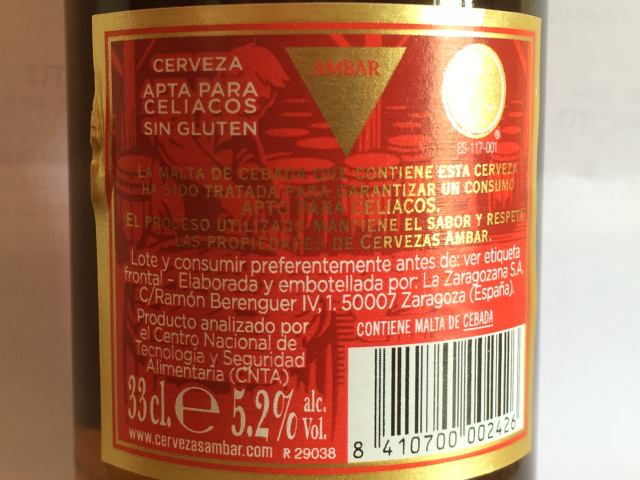 CERVEZA
APTA PARA
CELIACOS
SIN GLUTEN
AMBAR
®
ES-117-001
LA MALTA DE CEBADA QUE CONTIENE ESTA CERVEZA
HA SIDO TRATADA PARA GARANTIZAR UN CONSUMO
APTO PARA CELIACOS.
EL PROCESO UTILIZADO MANTIENE EL SABOR Y RESPETA
LAS PROPIEDADES DE CERVEZAS AMBAR.
Lote y consumir preferentemente antes de: ver etiqueta
frontal - Elaborada y embotellada por: La Zaragozana S.A.
C/Ramón Berenguer IV, 1. 50007 Zaragoza (España).
Producto analizado por
el Centro Nacional de
Tecnología y Seguridad
Alimentaria (CNTA)
CONTIENE MALTA DE CEBADA
33cl. e 5.2% alc. Vol.
www.cervezasambar.com R 29038
8 410700 002426